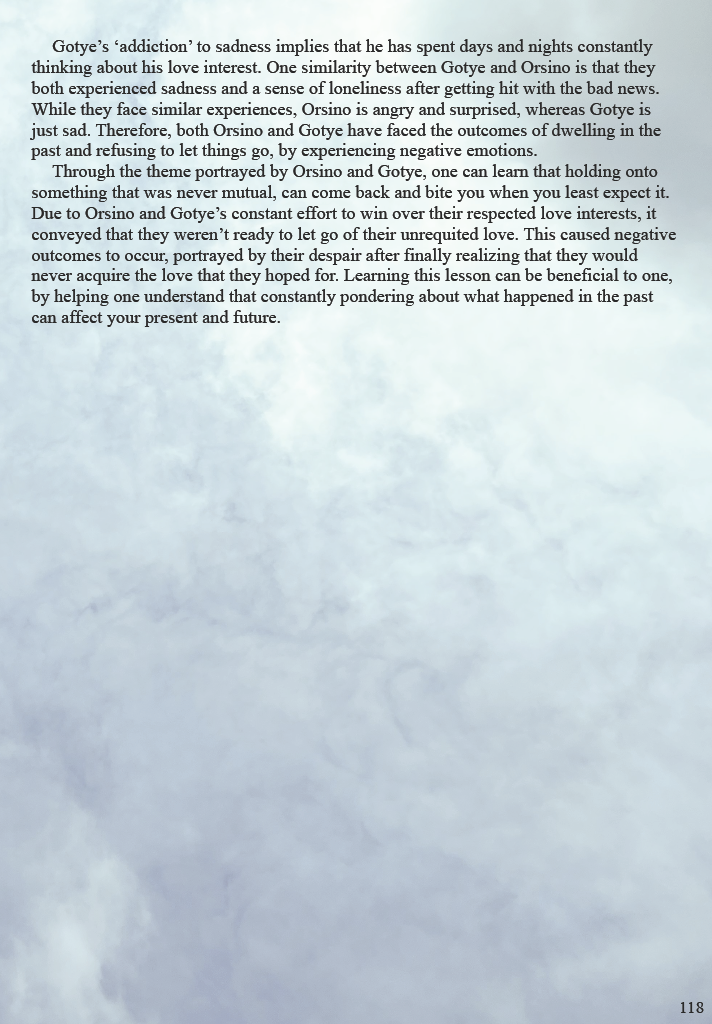 Gotye’s ‘addiction’ to sadness implies that he has spent days and nights constantly
thinking about his love interest. One similarity between Gotye and Orsino is that they
both experienced sadness and a sense of loneliness after getting hit with the bad news.
While they face similar experiences, Orsino is angry and surprised, whereas Gotye is
just sad. Therefore, both Orsino and Gotye have faced the outcomes of dwelling in the
past and refusing to let things go, by experiencing negative emotions.
Through the theme portrayed by Orsino and Gotye, one can learn that holding onto
something that was never mutual, can come back and bite you when you least expect it.
Due to Orsino and Gotye’s constant effort to win over their respected love interests, it
conveyed that they weren’t ready to let go of their unrequited love. This caused negative
outcomes to occur, portrayed by their despair after finally realizing that they would
never acquire the love that they hoped for. Learning this lesson can be beneficial to one,
by helping one understand that constantly pondering about what happened in the past
can affect your present and future.
118